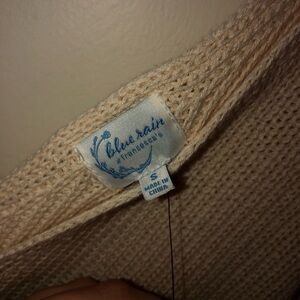 blue rain
@francesca's
S
MADE IN
CHINA